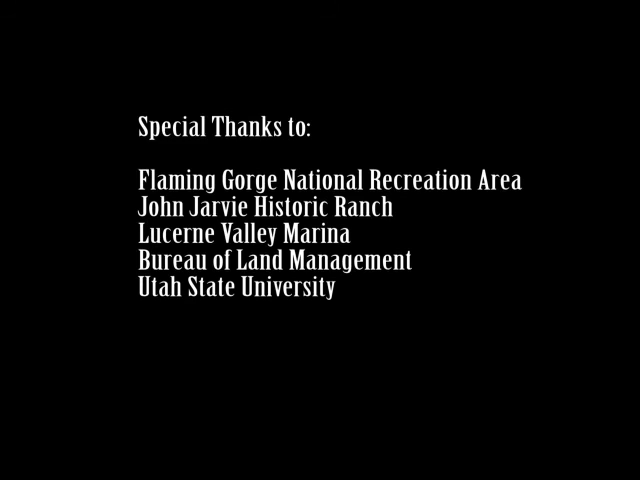 Special Thanks to:
Flaming Gorge National Recreation Area
John Jarvie Historic Ranch
Lucerne Valley Marina
Bureau of Land Management
Utah State University